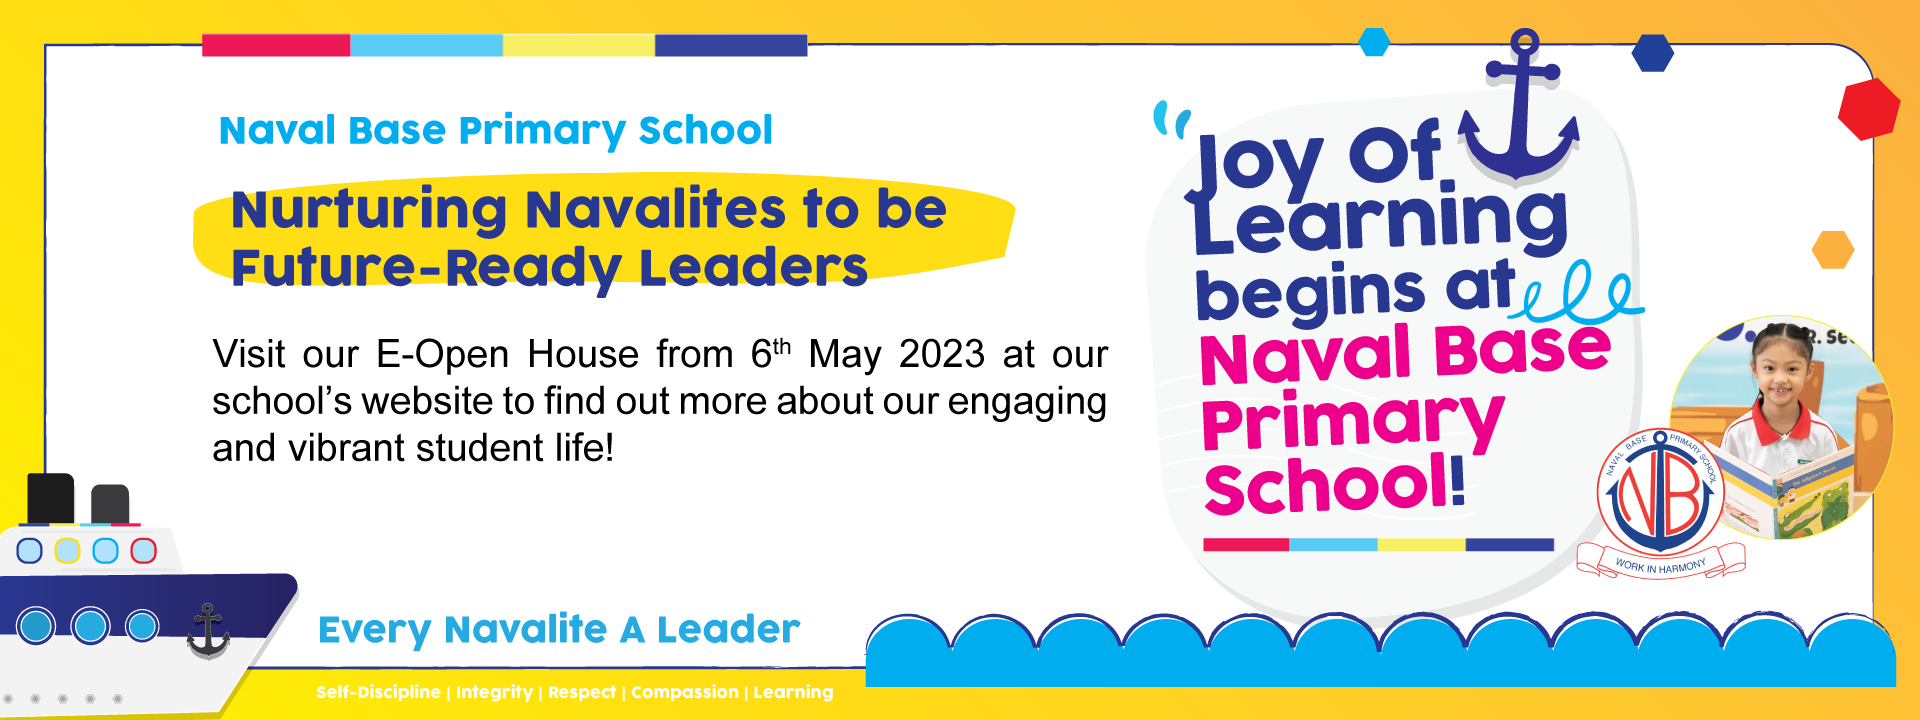 Naval Base Primary School
Nurturing Navalites to be
Future-Ready Leaders
Visit our E-Open House from 6th May 2023 at our
school’s website to find out more about our engaging
and vibrant student life!
Every Navalite A Leader
Self-Discipline | Integrity | Respect | Compassion | Learning
“Joy Of
Learning
begins at
Naval Base
Primary
School!
R. Se
NAVAL BASE PRIMARY SCHOOL
NB
WORK IN HARMONY